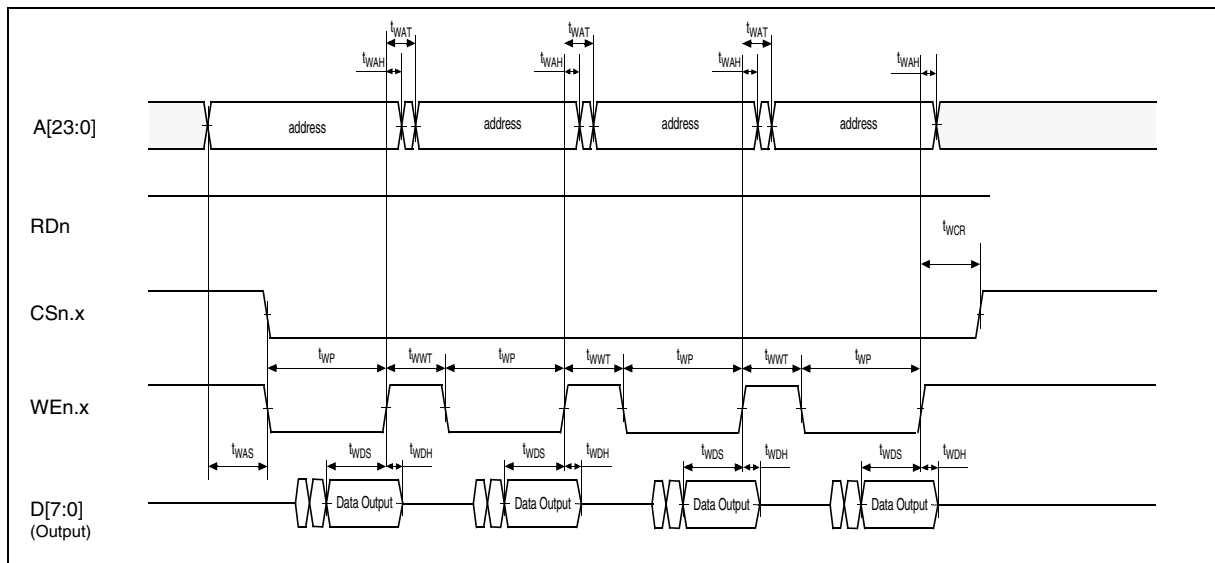 tWAT tWAT tWAT
tWAH tWAH tWAH tWAH
A[23:0] address address address address
RDn
tWCR
CSn.x
tWP tWWT tWP tWWT tWP tWWT tWP
WEn.x
tWAS tWDS tWDH tWDS tWDH tWDS tWDH tWDS tWDH
D[7:0] Data Output Data Output Data Output Data Output
(Output)